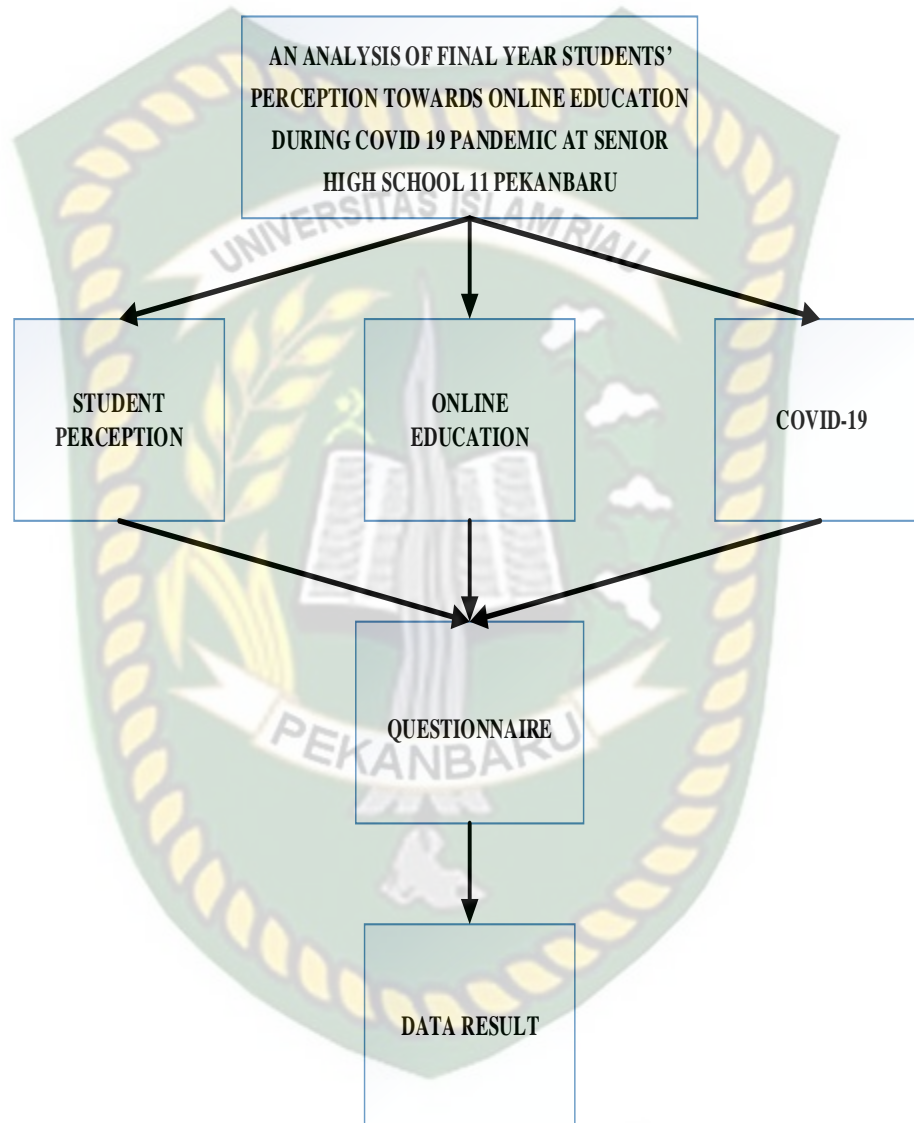 AN ANALYSIS OF FINAL YEAR STUDENTS’
PERCEPTION TOWARDS ONLINE EDUCATION
DURING COVID 19 PANDEMIC AT SENIOR
HIGH SCHOOL 11 PEKANBARU
UNIVERSITAS ISLAM RIAU
STUDENT
PERCEPTION
ONLINE
EDUCATION
COVID-19
QUESTIONNAIRE
PEKANBARU
DATA RESULT